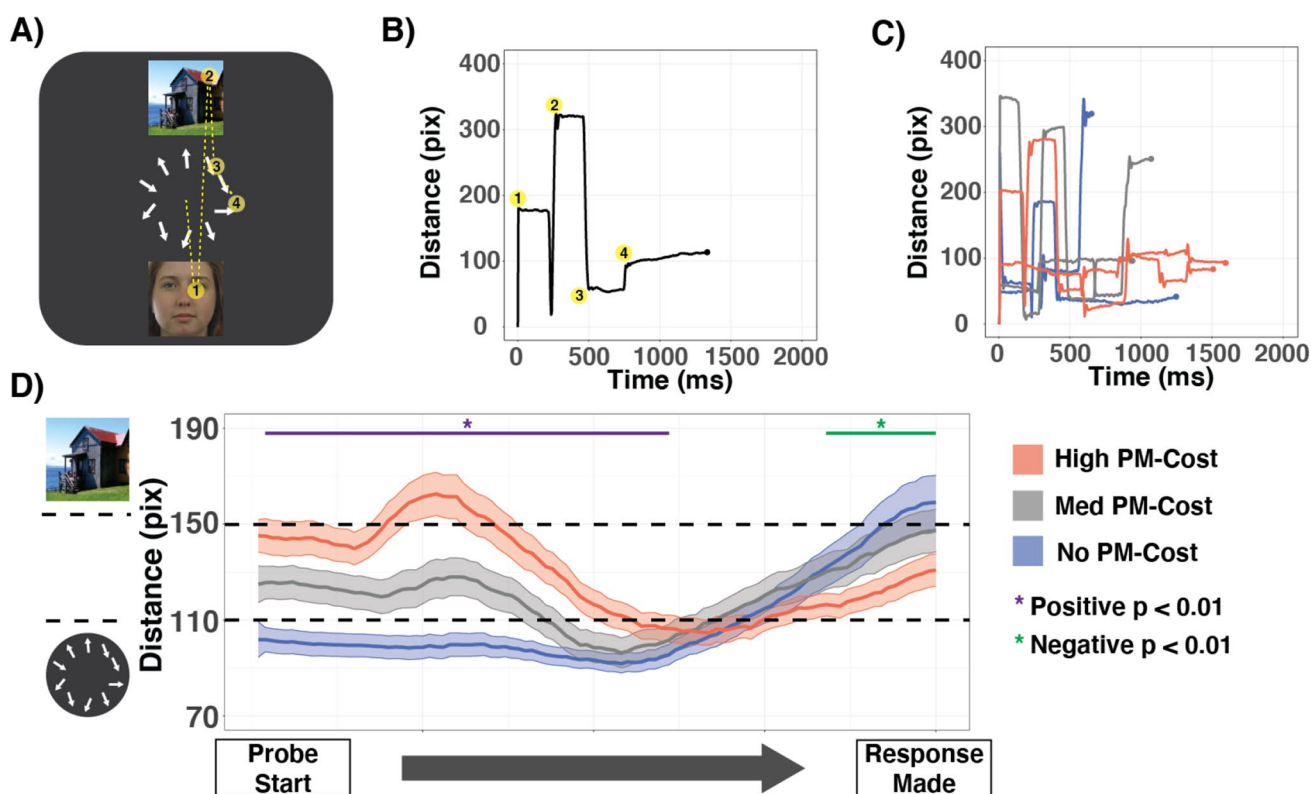 A)
2
3
4
1
B)
Distance (pix)
400
300
200
100
0
1
2
3
4
0 500 1000 1500 2000
Time (ms)
C)
Distance (pix)
400
300
200
100
0
0 500 1000 1500 2000
Time (ms)
D)
Distance (pix)
190
150
110
70
*
*
Probe
Start
Response
Made
High PM-Cost
Med PM-Cost
No PM-Cost
* Positive p < 0.01
* Negative p < 0.01